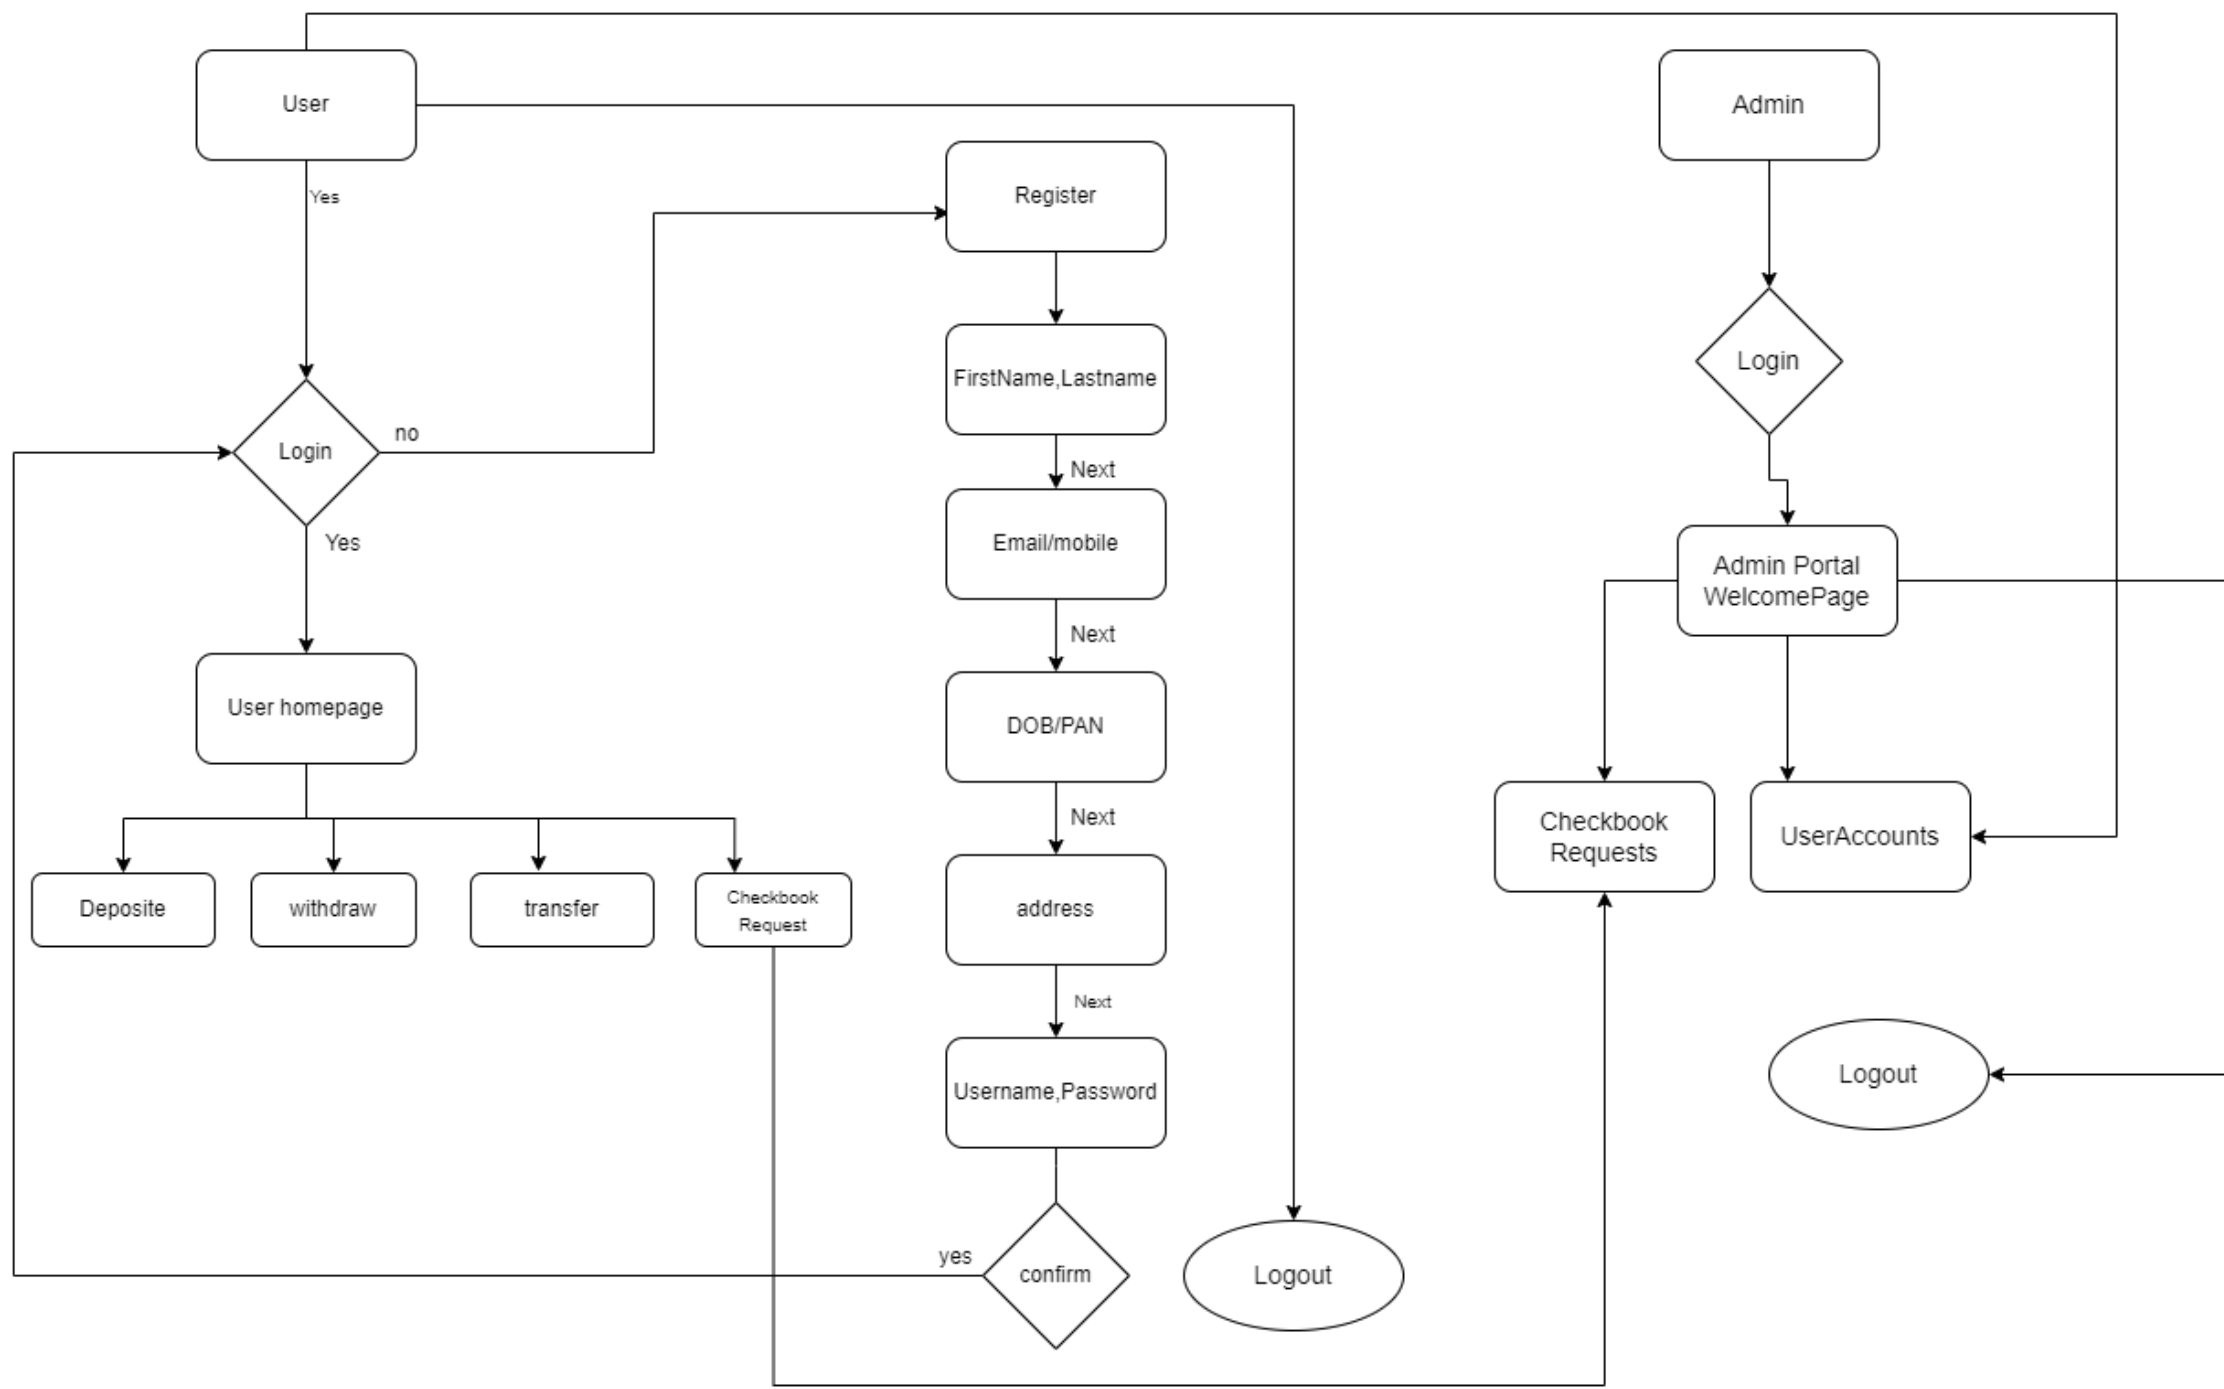 User
Admin
Yes
Register
Login
FirstName,Lastname
no
Login
Next
Yes
Email/mobile
Admin Portal
WelcomePage
Next
User homepage
DOB/PAN
Next
Checkbook
Requests
UserAccounts
Deposite
withdraw
transfer
Checkbook
Request
address
Next
Logout
Username,Password
yes
confirm
Logout